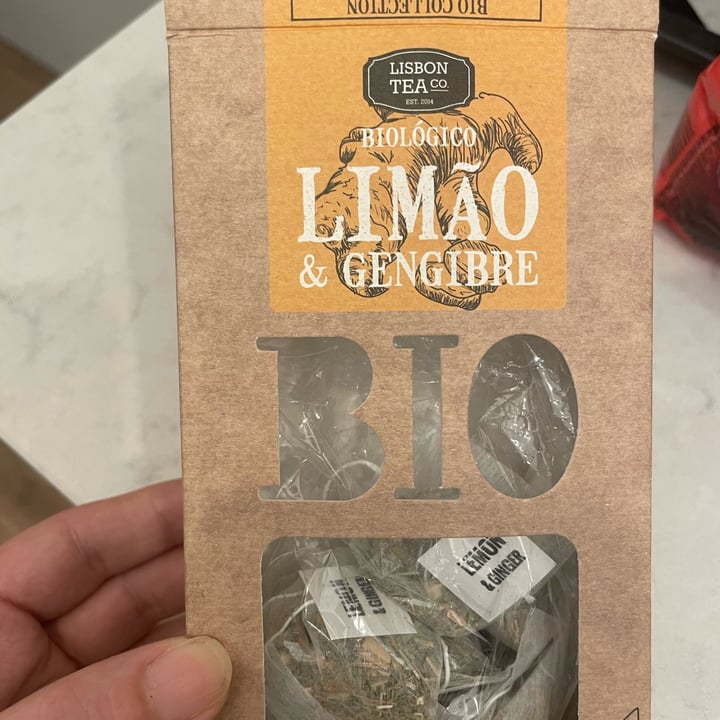 BIO COLLECTION
LISBON
TEA CO.
EST. 2014
BIOLÓGICO
LIMÃO
& GENGIBRE
BIO
LEMON
& GINGER
LEMON
& GINGER